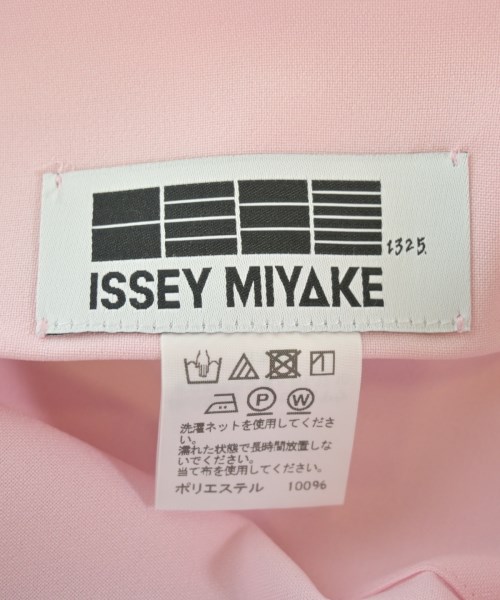 1325.
ISSEY MIYAKE
P W
洗濯ネットを使用してくださ
い。
濡れた状態で長時間放置しな
いでください。
当て布を使用してください。
ポリエステル 10096